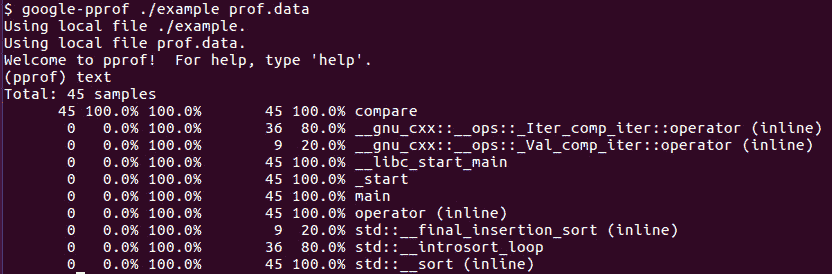 $ google-pprof ./example prof.data
Using local file ./example.
Using local file prof.data.
Welcome to pprof!  For help, type 'help'.
(pprof) text
Total: 45 samples
      45 100.0% 100.0%       45 100.0% compare
       0   0.0% 100.0%       36  80.0% __gnu_cxx::__ops::_Iter_comp_iter::operator (inline)
       0   0.0% 100.0%        9  20.0% __gnu_cxx::__ops::_Val_comp_iter::operator (inline)
       0   0.0% 100.0%       45 100.0% __libc_start_main
       0   0.0% 100.0%       45 100.0% _start
       0   0.0% 100.0%       45 100.0% main
       0   0.0% 100.0%       45 100.0% operator (inline)
       0   0.0% 100.0%        9  20.0% std::__final_insertion_sort (inline)
       0   0.0% 100.0%       36  80.0% std::__introsort_loop
       0   0.0% 100.0%       45 100.0% std::__sort (inline)